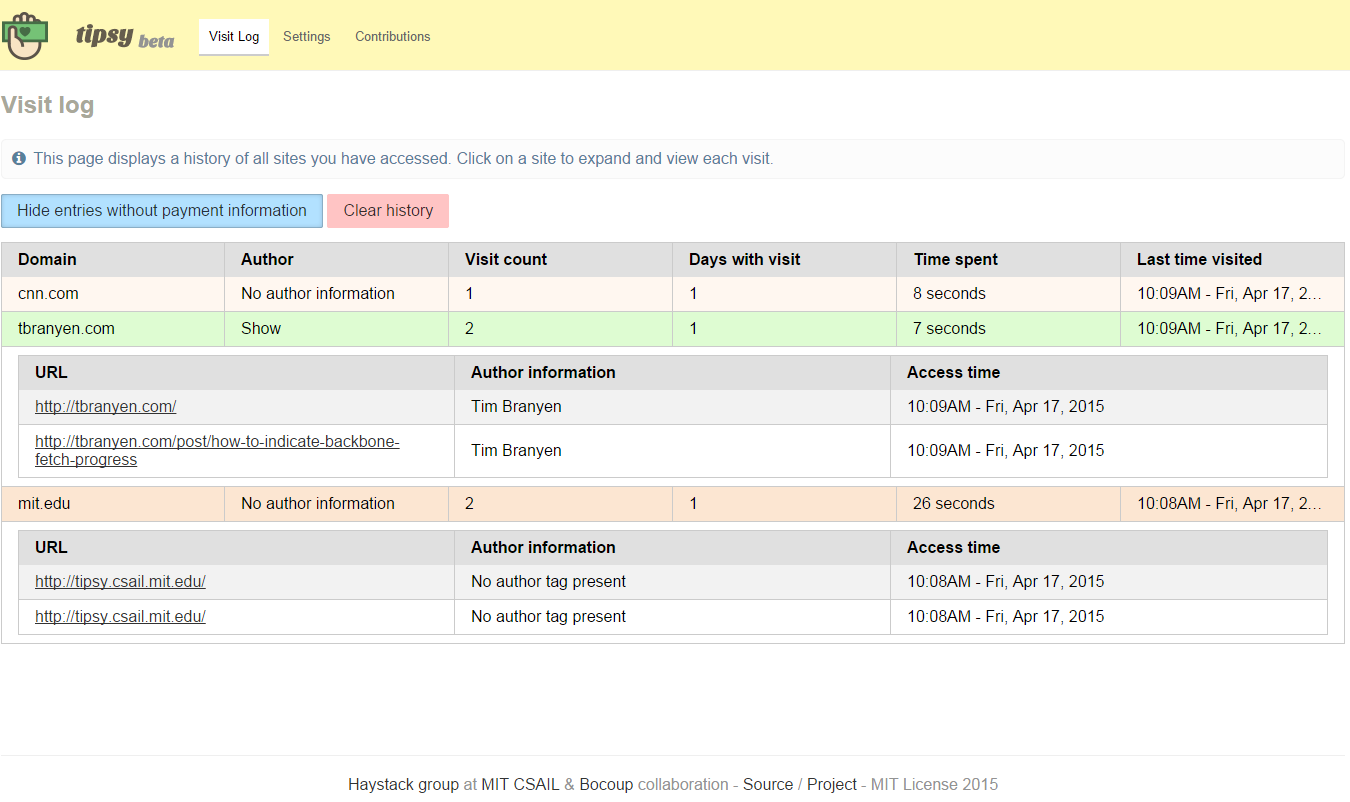 tipsy beta Visit Log Settings Contributions
Visit log
This page displays a history of all sites you have accessed. Click on a site to expand and view each visit.
Hide entries without payment information Clear history
Domain Author Visit count Days with visit Time spent Last time visited
cnn.com No author information 1 1 8 seconds 10:09AM - Fri, Apr 17, 2…
tbranyen.com Show 2 1 7 seconds 10:09AM - Fri, Apr 17, 2…
URL Author information Access time
http://tbranyen.com/ Tim Branyen 10:09AM - Fri, Apr 17, 2015
http://tbranyen.com/post/how-to-indicate-backbone-
fetch-progress Tim Branyen 10:09AM - Fri, Apr 17, 2015
mit.edu No author information 2 1 26 seconds 10:08AM - Fri, Apr 17, 2…
URL Author information Access time
http://tipsy.csail.mit.edu/ No author tag present 10:08AM - Fri, Apr 17, 2015
http://tipsy.csail.mit.edu/ No author tag present 10:08AM - Fri, Apr 17, 2015
Haystack group at MIT CSAIL & Bocoup collaboration - Source / Project - MIT License 2015